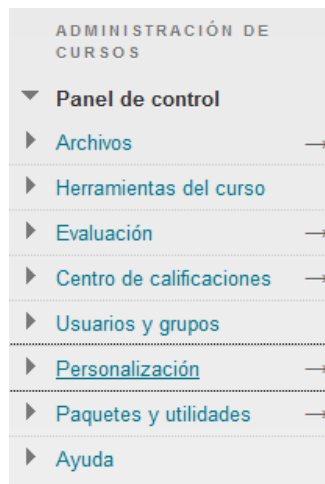 ADMINISTRACIÓN DE
CURSOS
Panel de control
Archivos
Herramientas del curso
Evaluación
Centro de calificaciones
Usuarios y grupos
Personalización
Paquetes y utilidades
Ayuda